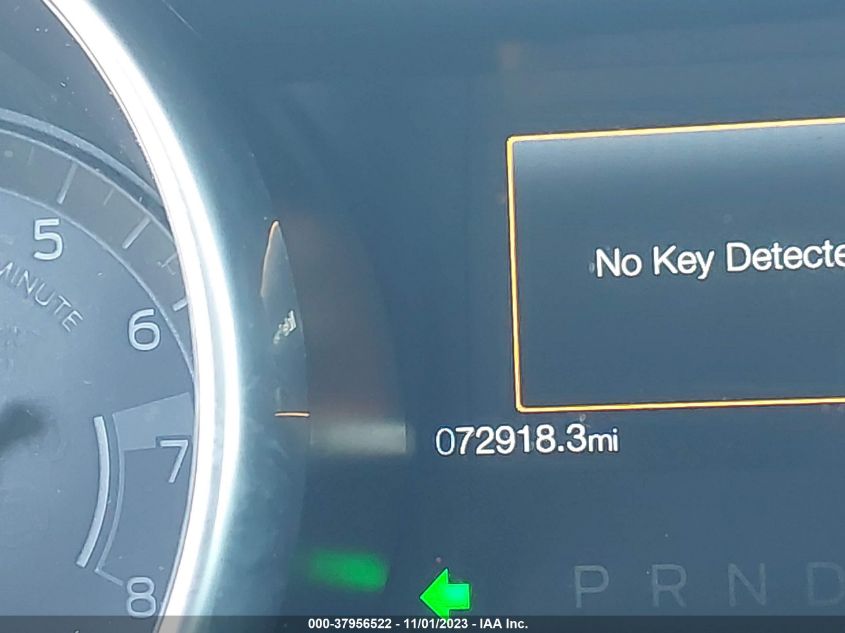 5
MINUTE
6
7
8
No Key Detecte
072918.3mi
P R N D
000-37956522 - 11/01/2023 - IAA Inc.